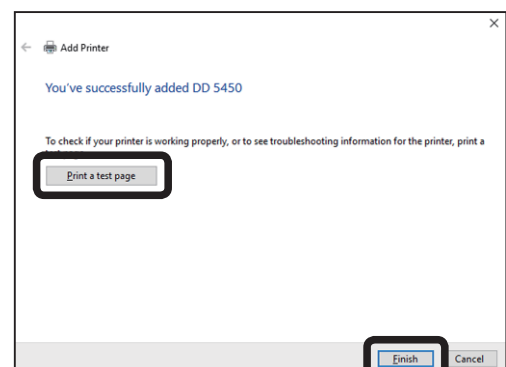 Add Printer
You've successfully added DD 5450
To check if your printer is working properly, or to see troubleshooting information for the printer, print a
Print a test page
Finish Cancel